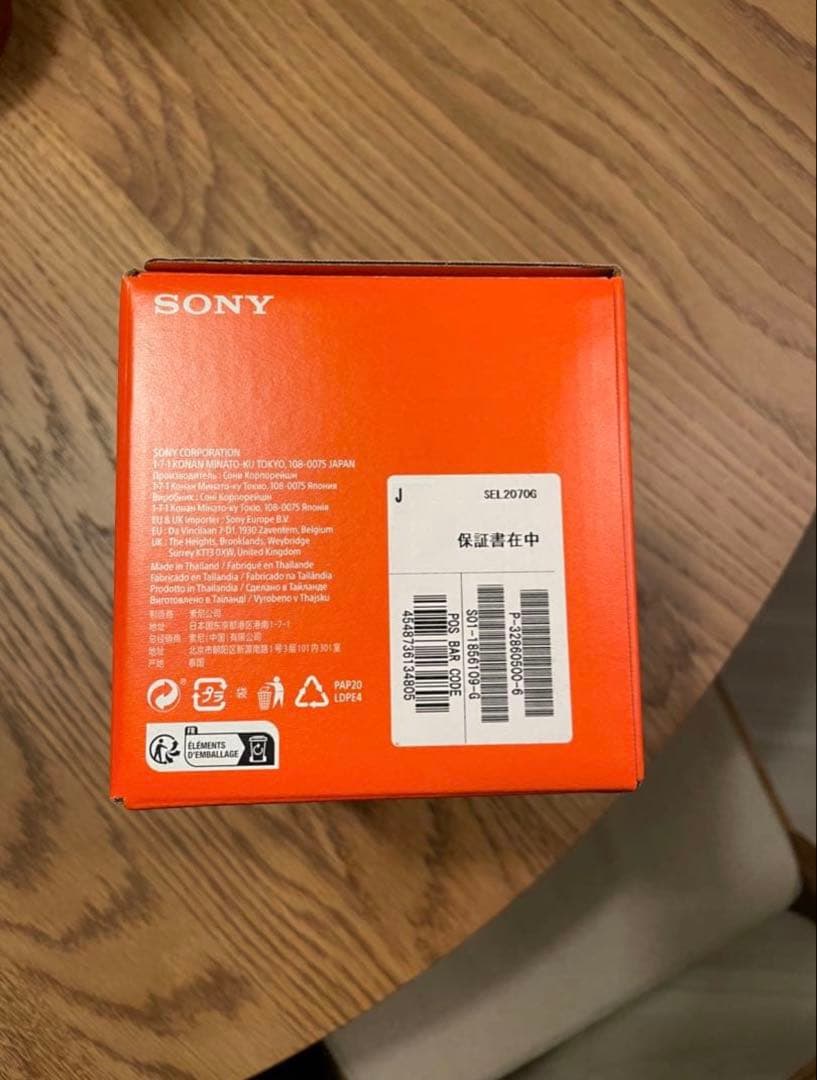 SONY
SONY CORPORATION
1-7-1 KONAN MINATO-KU TOKYO, 108-0075 JAPAN
Производитель : Сони Корпорейшн
1-7-1 Конан Минато-ку Токио, 108-0075 Япония
Виробник : Соні Корпорейшн
1-7-1 Конан Мінато-ку Токіо, 108-0075 Японія
EU & UK Importer : Sony Europe B.V.
EU : Da Vincilaan 7-D1, 1930 Zaventem, Belgium
UK : The Heights, Brooklands, Weybridge
Surrey KT13 0XW, United Kingdom
Made in Thailand / Fabriqué en Thaïlande
Fabricado en Tailandia / Fabricado na Tailândia
Prodotto in Thailandia / Сделано в Таиланде
Виготовлено в Таїланді / Vyrobeno v Thajsku
制造商 索尼公司
地址 日本国东京都港区港南1-7-1
总经销商 索尼(中国)有限公司
地址 北京市朝阳区新源南路1号3层101内301室
产地 泰国
プラ 袋
PAP20
LDPE4
FR
ÉLÉMENTS
D'EMBALLAGE
J SEL2070G
保証書在中
P-32860500-6
S01-1856109-G
POS BAR CODE
4548736134805